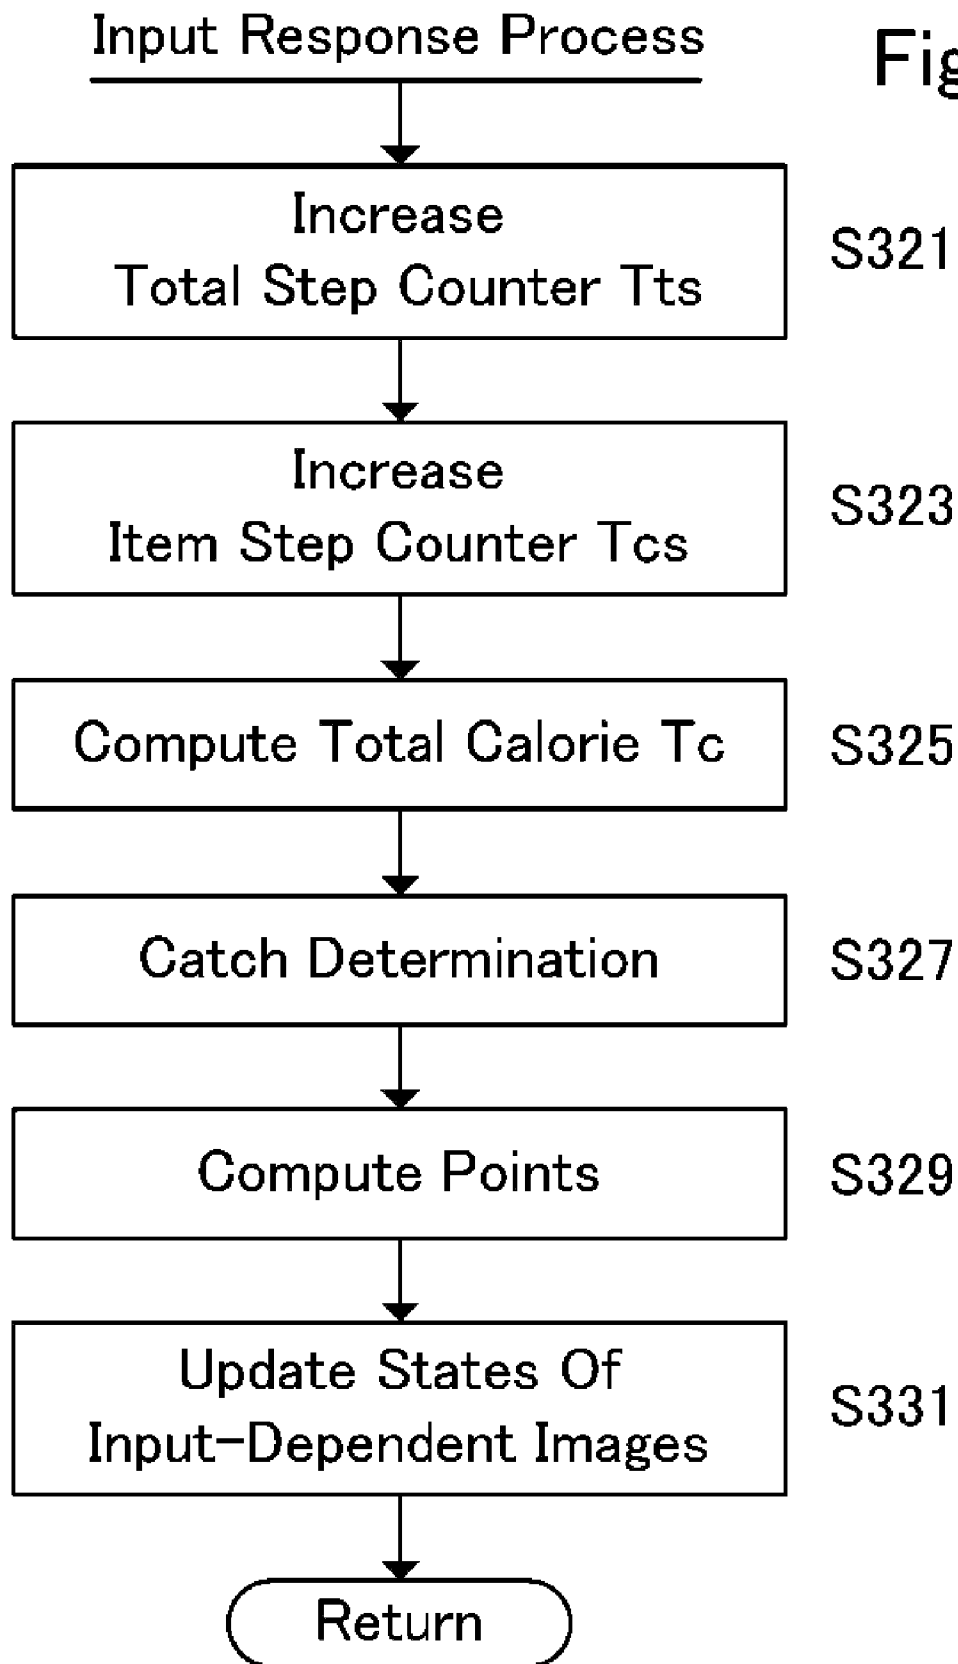 Input Response Process
Fig
Increase
Total Step Counter Tts
S321
Increase
Item Step Counter Tcs
S323
Compute Total Calorie Tc
S325
Catch Determination
S327
Compute Points
S329
Update States Of
Input-Dependent Images
S331
Return